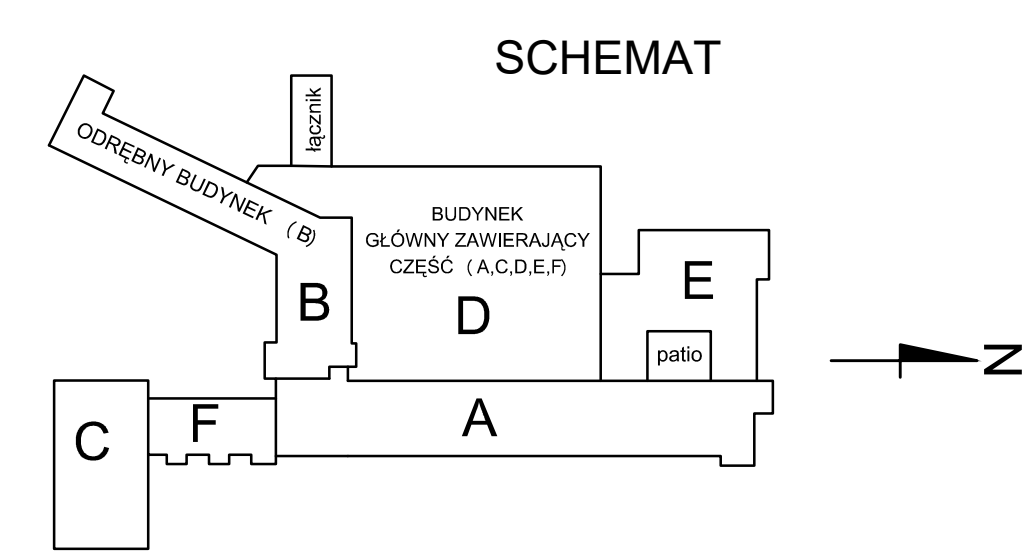 SCHEMAT
łącznik
ODRĘBNY BUDYNEK ( B)
BUDYNEK
GŁÓWNY ZAWIERAJĄCY
CZĘŚĆ ( A,C,D,E,F)
B
D
E
patio
N
C
F
A